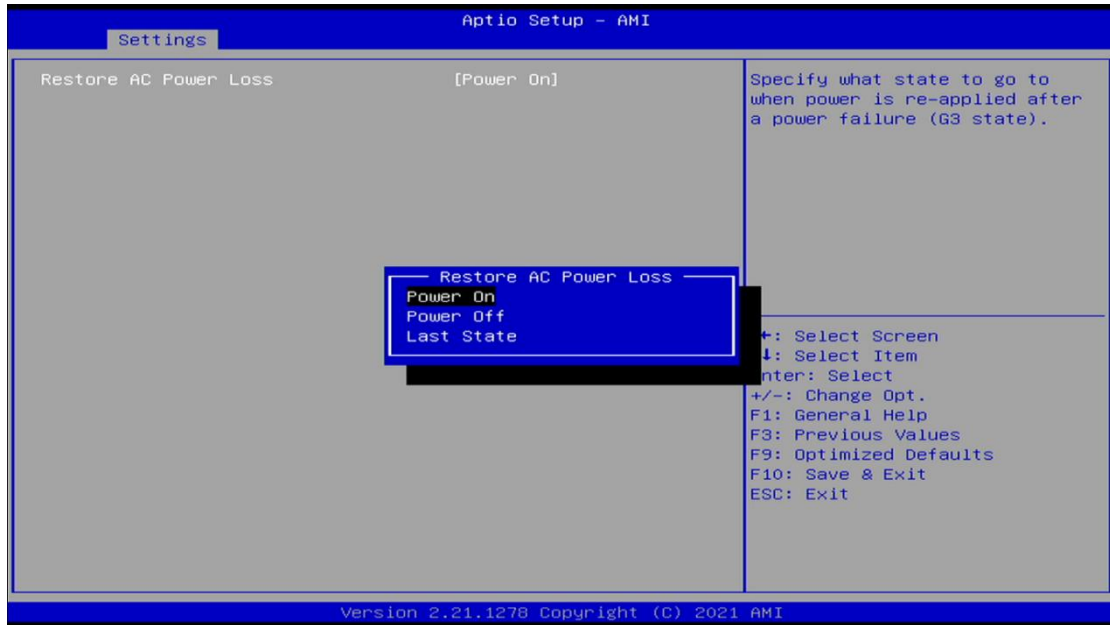 Aptio Setup – AMI
Settings
Restore AC Power Loss [Power On]
Specify what state to go to
when power is re-applied after
a power failure (G3 state).
Restore AC Power Loss
Power On
Power Off
Last State
: Select Screen
: Select Item
nter: Select
+/-: Change Opt.
F1: General Help
F3: Previous Values
F9: Optimized Defaults
F10: Save & Exit
ESC: Exit
Version 2.21.1278 Copyright (C) 2021 AMI